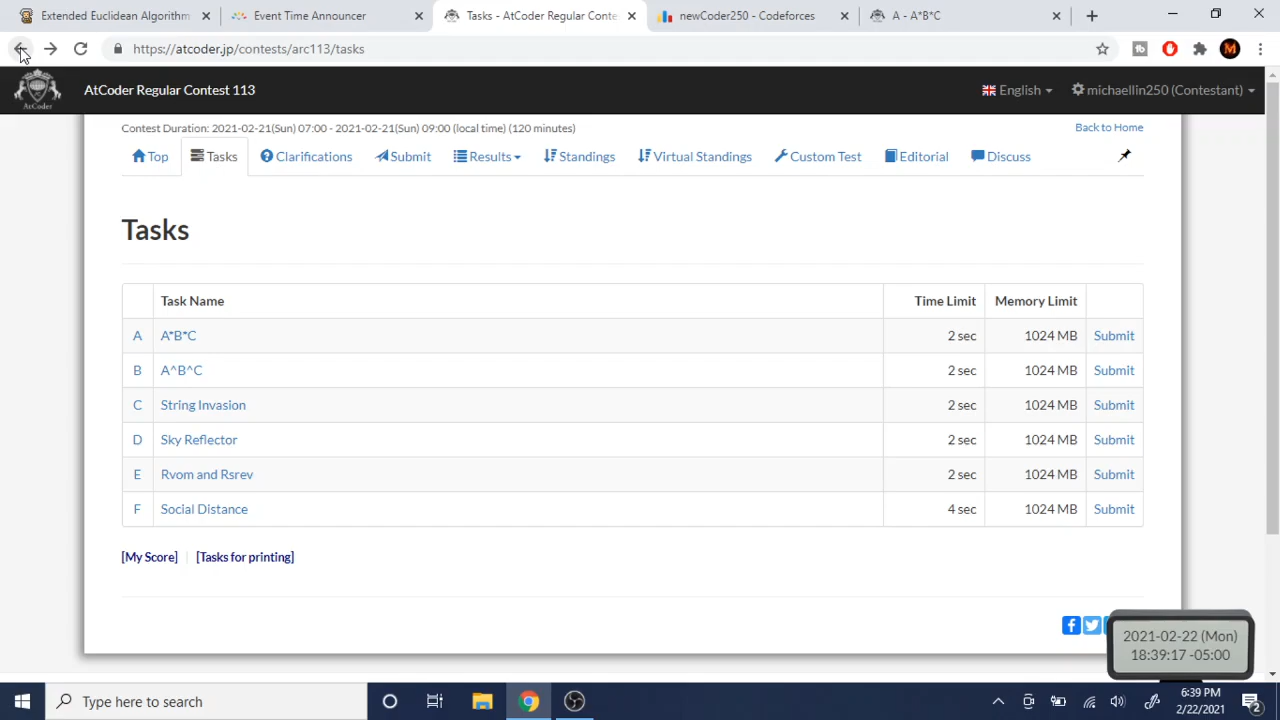 Extended Euclidean Algorithm
Event Time Announcer
Tasks - AtCoder Regular Conte
newCoder250 - Codeforces
A - A*B*C
https://atcoder.jp/contests/arc113/tasks
M
AtCoder
AtCoder Regular Contest 113
English
michaellin250 (Contestant)
Contest Duration: 2021-02-21(Sun) 07:00 - 2021-02-21(Sun) 09:00 (local time) (120 minutes)
Back to Home
Top
Tasks
Clarifications
Submit
Results
Standings
Virtual Standings
Custom Test
Editorial
Discuss
Tasks
Task Name Time Limit Memory Limit
A A*B*C 2 sec 1024 MB Submit
B A^B^C 2 sec 1024 MB Submit
C String Invasion 2 sec 1024 MB Submit
D Sky Reflector 2 sec 1024 MB Submit
E Rvom and Rsrev 2 sec 1024 MB Submit
F Social Distance 4 sec 1024 MB Submit
[My Score] | [Tasks for printing]
2021-02-22 (Mon)
18:39:17 -05:00
Type here to search
6:39 PM
2/22/2021
2